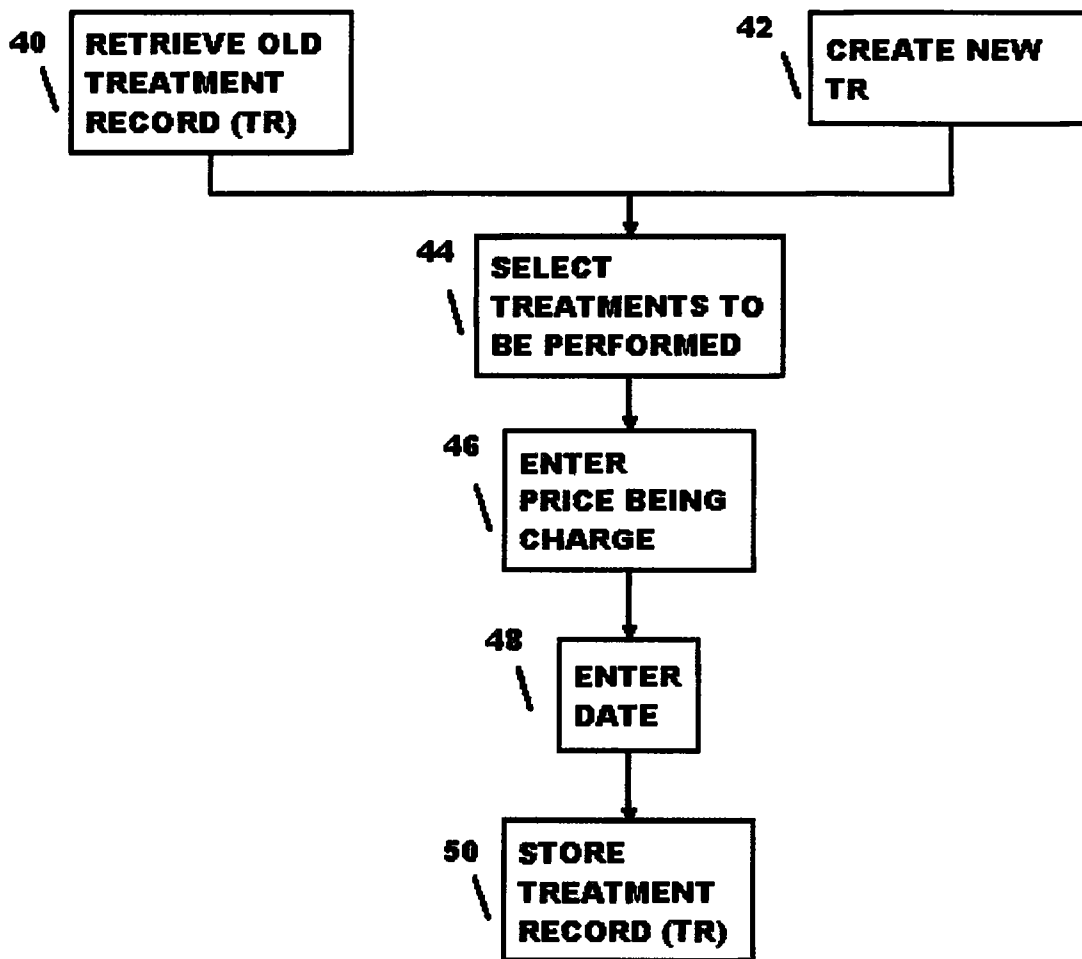 40
RETRIEVE OLD
TREATMENT
RECORD (TR)
42
CREATE NEW
TR
44
SELECT
TREATMENTS TO
BE PERFORMED
46
ENTER
PRICE BEING
CHARGE
48
ENTER
DATE
50
STORE
TREATMENT
RECORD (TR)